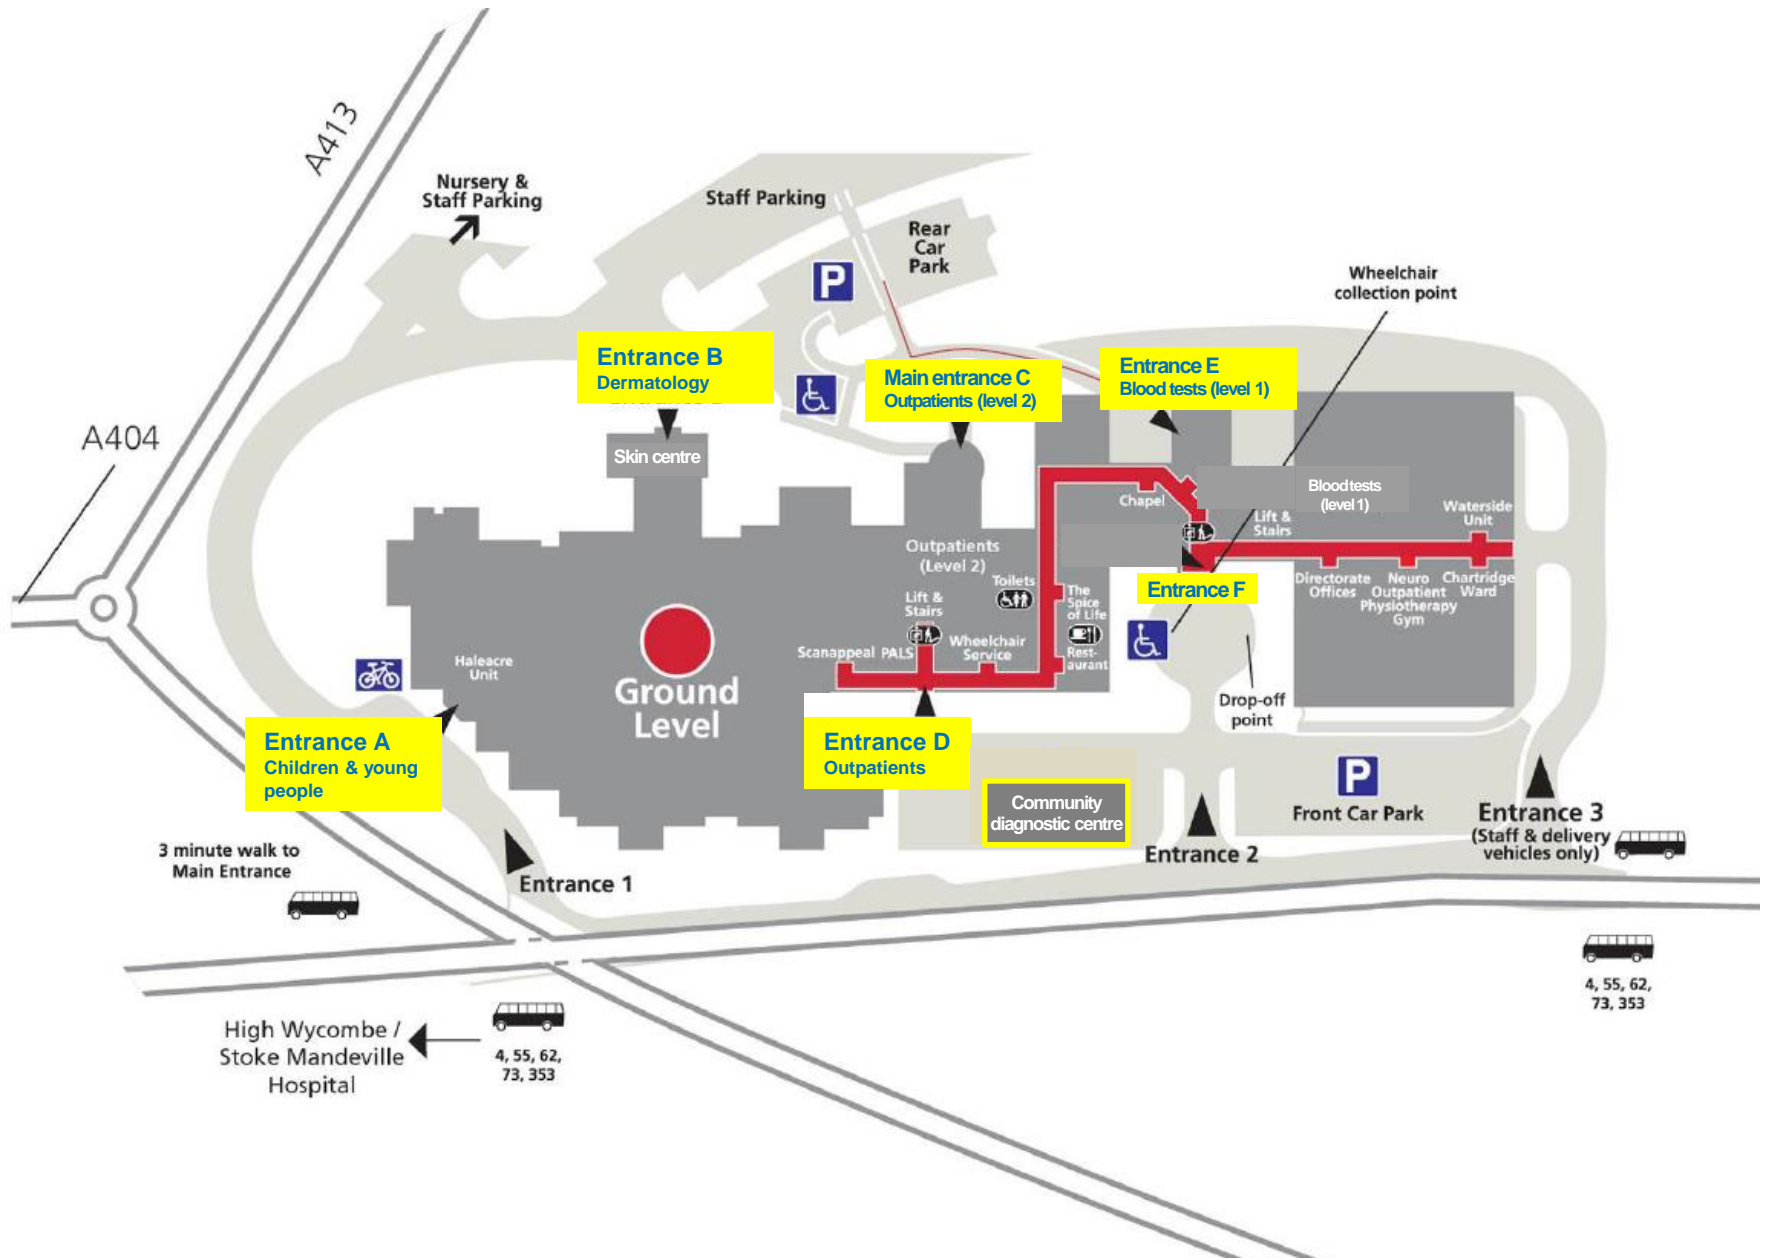 A413
Nursery &
Staff Parking
Staff Parking
Rear
Car
Park
P
Wheelchair
collection point
Entrance B
Dermatology
Main entrance C
Outpatients (level 2)
Entrance E
Blood tests (level 1)
A404
Skin centre
Blood tests
(level 1)
Chapel
Lift &
Stairs
Waterside
Unit
Outpatients
(Level 2)
Toilets
Entrance F
Directorate
Offices
Neuro
Outpatient
Physiotherapy
Gym
Chartridge
Ward
Lift &
Stairs
The
Spice
of Life
Rest-
aurant
Scanappeal
PALS
Wheelchair
Service
Haleacre
Unit
Ground
Level
Drop-off
point
Entrance A
Children & young
people
Entrance D
Outpatients
P
Community
diagnostic centre
Front Car Park
Entrance 3
(Staff & delivery
vehicles only)
Entrance 2
3 minute walk to
Main Entrance
Entrance 1
4, 55, 62,
73, 353
High Wycombe /
Stoke Mandeville
Hospital
4, 55, 62,
73, 353